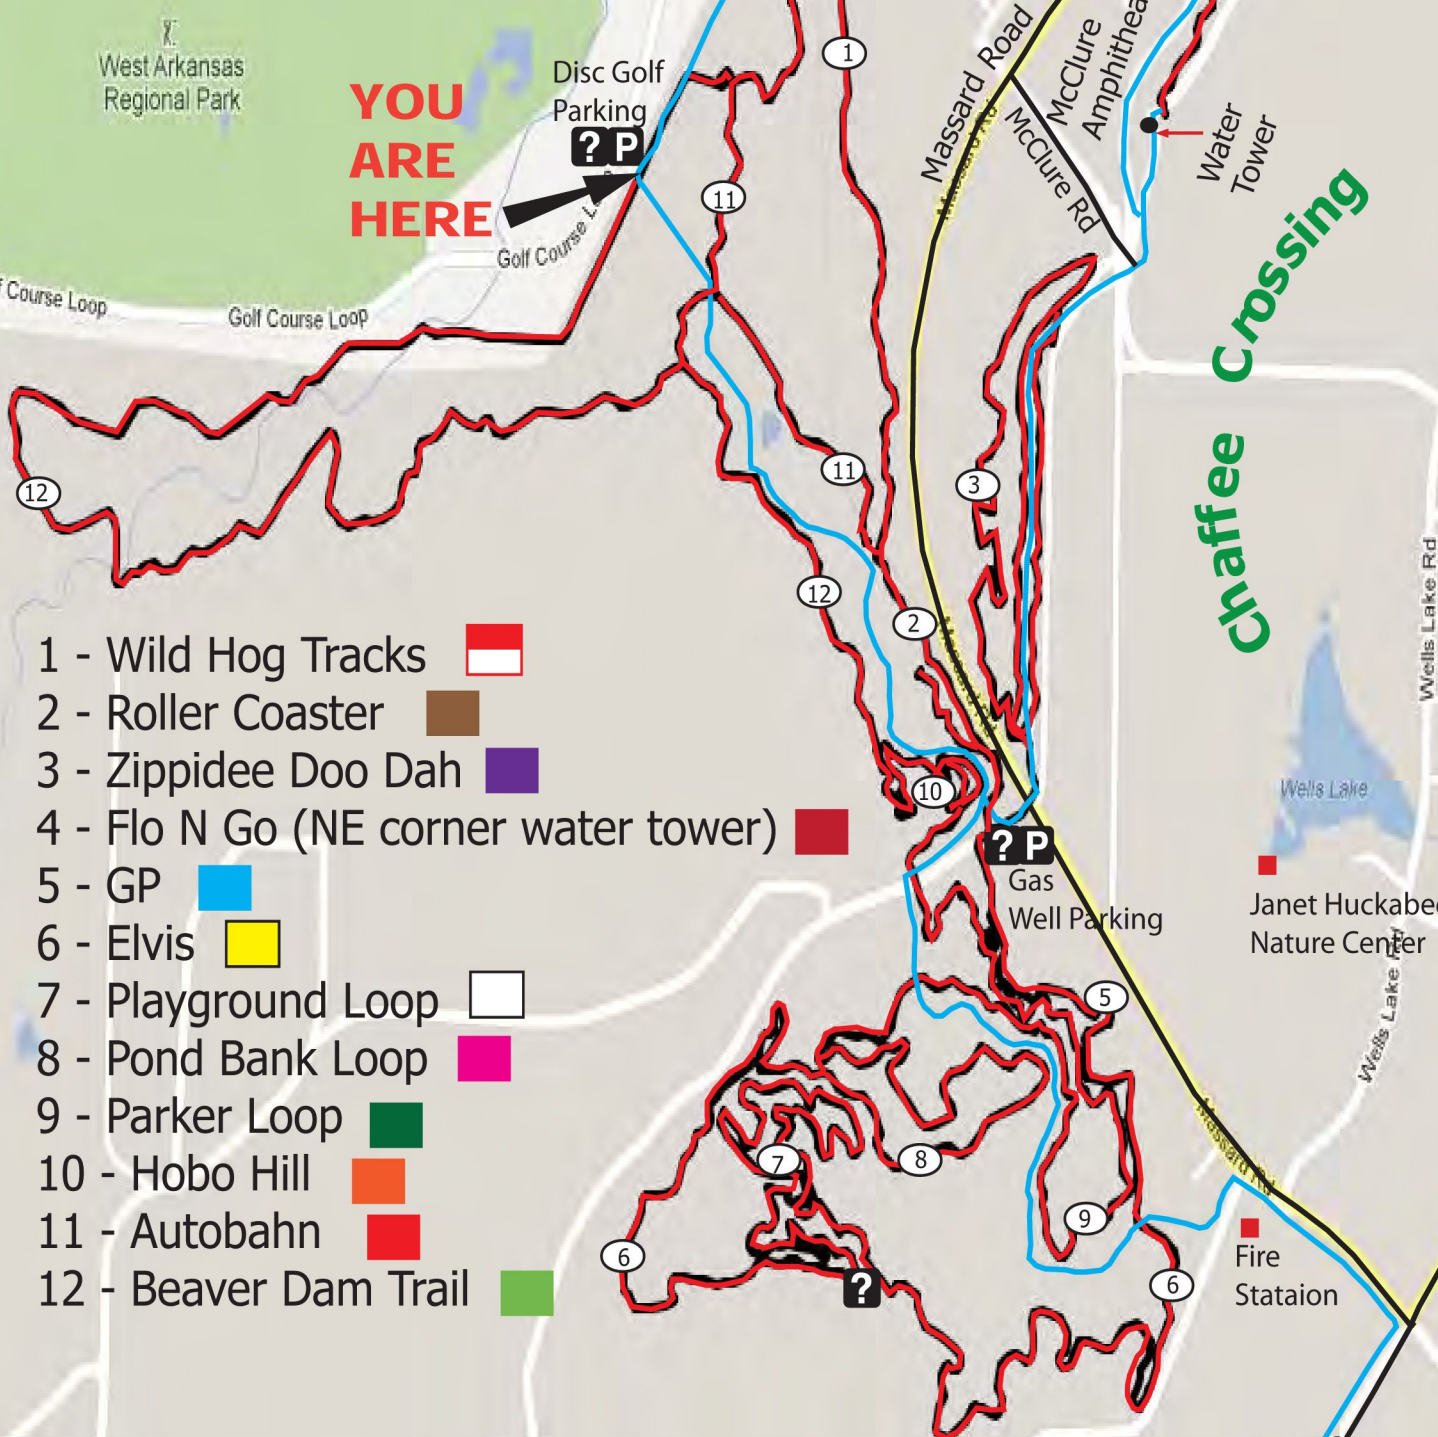 West Arkansas
Regional Park
YOU
ARE
HERE
Disc Golf
Parking
? P
Golf Course L
Golf Course Loop
f Course Loop
1
11
Massard Road
Massard Rd
McClure Rd
McClure
Amphithea
Water
Tower
Chaffee Crossing
12
11
3
12
2
Massard Rd
10
? P
Gas
Well Parking
Wells Lake Rd
Wells Lake
Janet Huckabee
Nature Center
Wells Lake Rd
1 - Wild Hog Tracks
2 - Roller Coaster
3 - Zippidee Doo Dah
4 - Flo N Go (NE corner water tower)
5 - GP
6 - Elvis
7 - Playground Loop
8 - Pond Bank Loop
9 - Parker Loop
10 - Hobo Hill
11 - Autobahn
12 - Beaver Dam Trail
5
Massard Rd
7
8
9
6
6
?
Fire
Stataion